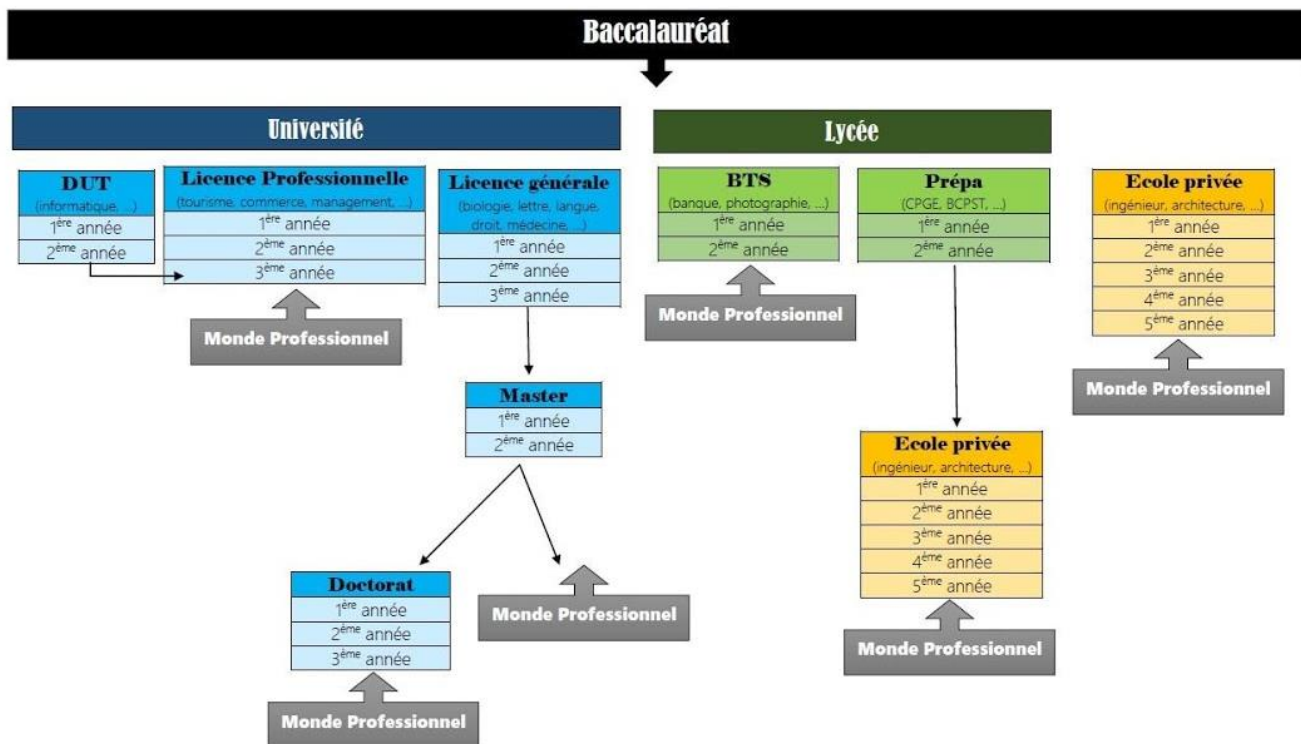 Baccalauréat
Université
Lycée
DUT
(informatique, ...)
1ère année
2ème année
Licence Professionnelle
(tourisme, commerce, management, ...)
1ère année
2ème année
3ème année
Monde Professionnel
Licence générale
(biologie, lettre, langue,
droit, médecine, ...)
1ère année
2ème année
3ème année
BTS
(banque, photographie, ...)
1ère année
2ème année
Monde Professionnel
Prépa
(CPGE, BCPST, ...)
1ère année
2ème année
Ecole privée
(ingénieur, architecture, ...)
1ère année
2ème année
3ème année
4ème année
5ème année
Monde Professionnel
Master
1ère année
2ème année
Ecole privée
(ingénieur, architecture, ...)
1ère année
2ème année
3ème année
4ème année
5ème année
Monde Professionnel
Doctorat
1ère année
2ème année
3ème année
Monde Professionnel
Monde Professionnel